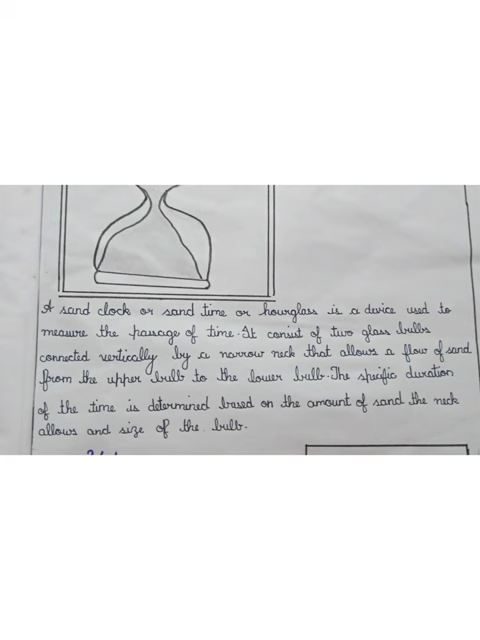 A sand clock or sand time or hourglass is a device used to
measure the passage of time. It consist of two glass bulbs
connected vertically by a narrow neck that allows a flow of sand
from the upper bulb to the lower bulb. The specific duration
of the time is determined based on the amount of sand the neck
allows and size of the bulb.